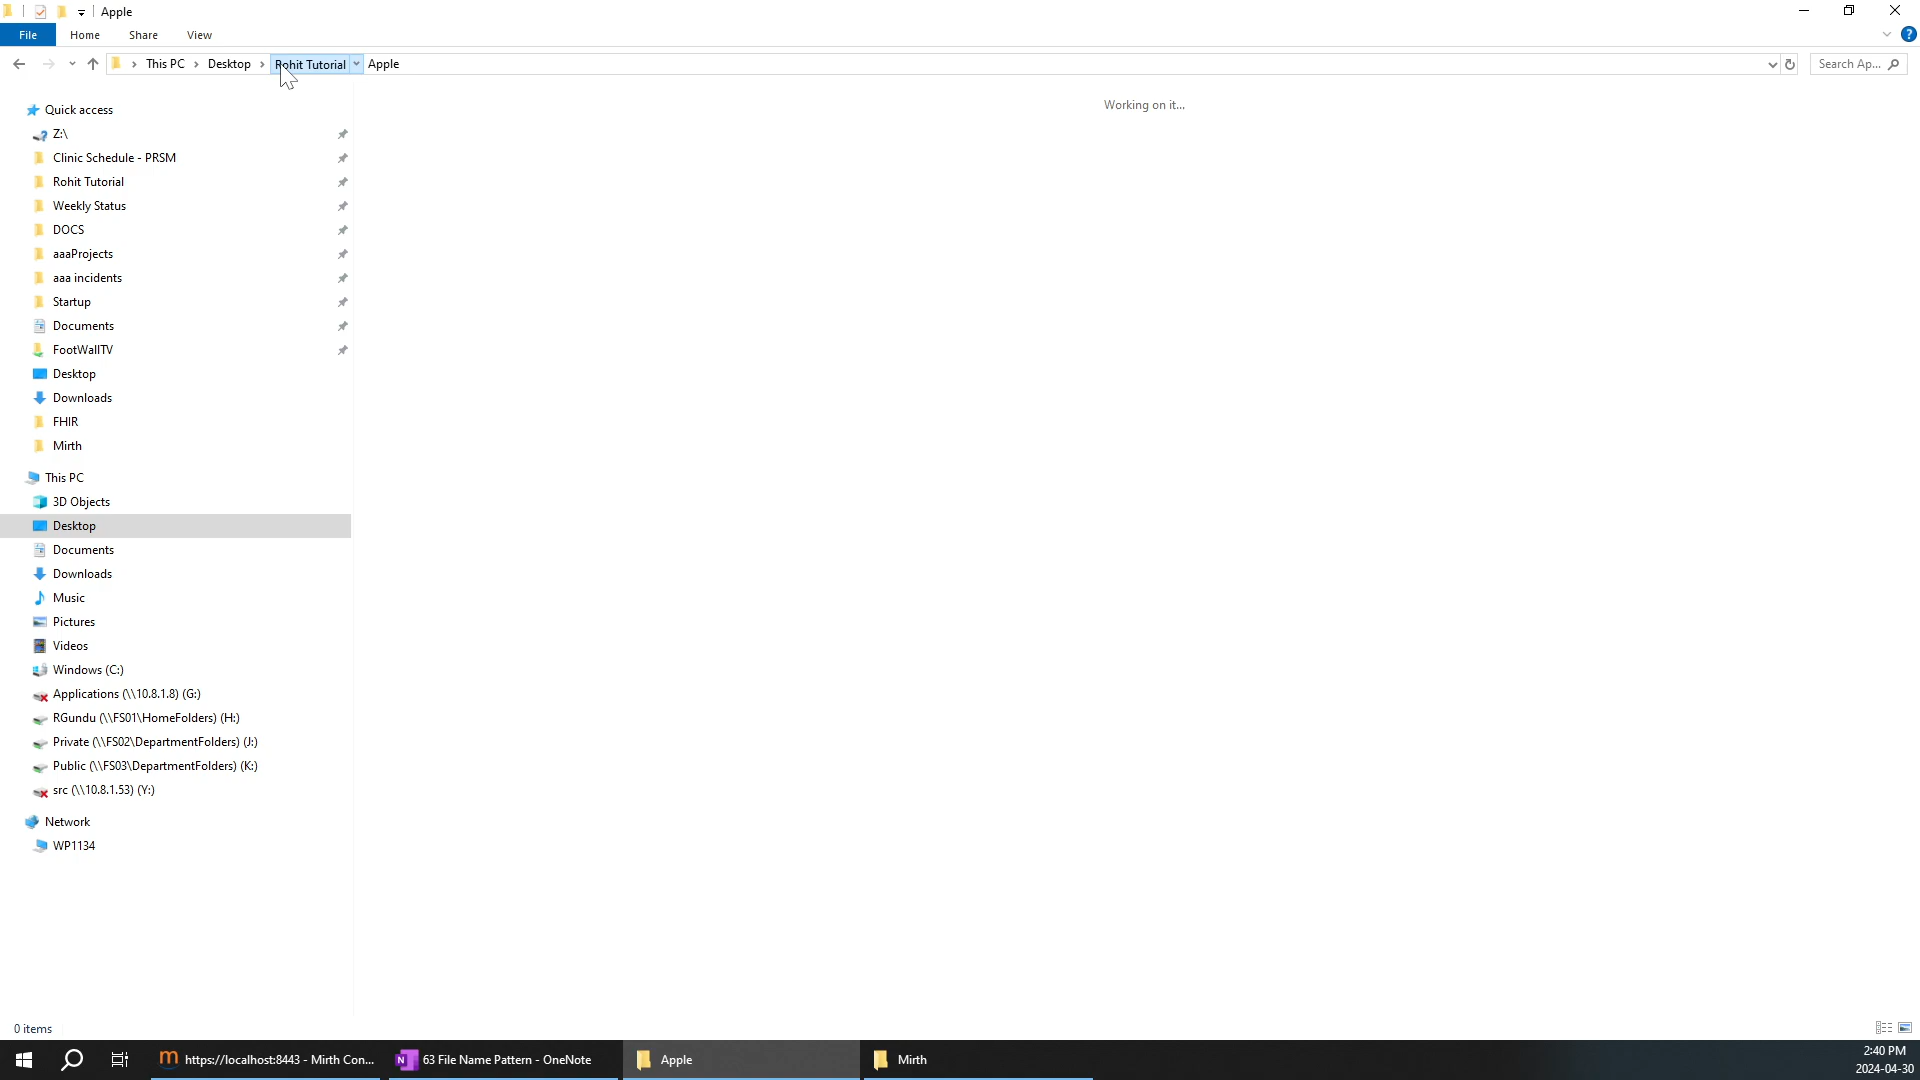 Apple
File Home Share View
This PC Desktop Rohit Tutorial Apple Search Ap...
Working on it...
Quick access
Z:\
Clinic Schedule - PRSM
Rohit Tutorial
Weekly Status
DOCS
aaaProjects
aaa incidents
Startup
Documents
FootWallTV
Desktop
Downloads
FHIR
Mirth
This PC
3D Objects
Desktop
Documents
Downloads
Music
Pictures
Videos
Windows (C:)
Applications (\\10.8.1.8) (G:)
RGundu (\\FS01\HomeFolders) (H:)
Private (\\FS02\DepartmentFolders) (J:)
Public (\\FS03\DepartmentFolders) (K:)
src (\\10.8.1.53) (Y:)
Network
WP1134
0 items
https://localhost:8443 - Mirth Con... 63 File Name Pattern - OneNote Apple Mirth
2:40 PM
2024-04-30